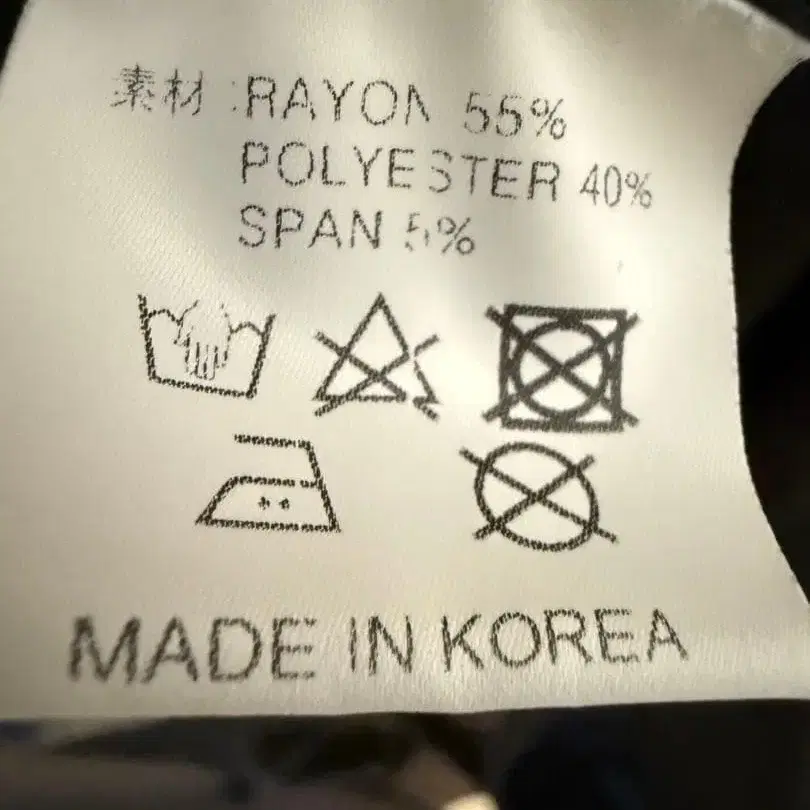 素材 :RAYON 55%
POLYESTER 40%
SPAN 5%
MADE IN KOREA